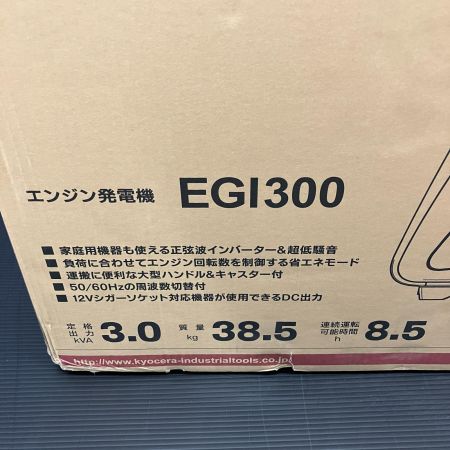 エンジン発電機 EGI300
■ 家庭用機器も使える正弦波インバーター&超低騒音
■ 負荷に合わせてエンジン回転数を制御する省エネモード
■ 運搬に便利な大型ハンドル&キャスター付
■ 50/60Hzの周波数切替付
■ 12Vシガーソケット対応機器が使用できるDC出力
定格出力 kVA 3.0 質量 kg 38.5 連続運転可能時間 h 8.5
http://www.kyocera-industrialtools.co.jp